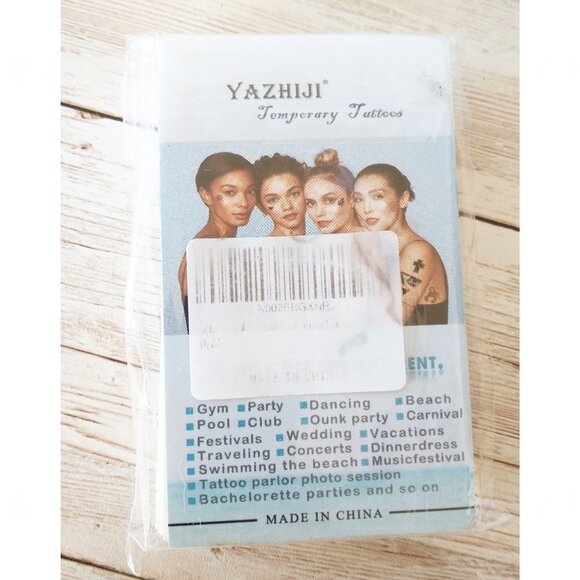 YAZHIJI®
Temporary Tattoos
MADE IN CHINA
ENT.
Gym Party Dancing Beach
Pool Club Ounk party Carnival
Festivals Wedding Vacations
Traveling Concerts Dinnerdress
Swimming the beach Musicfestival
Tattoo parlor photo session
Bachelorette parties and so on
MADE IN CHINA